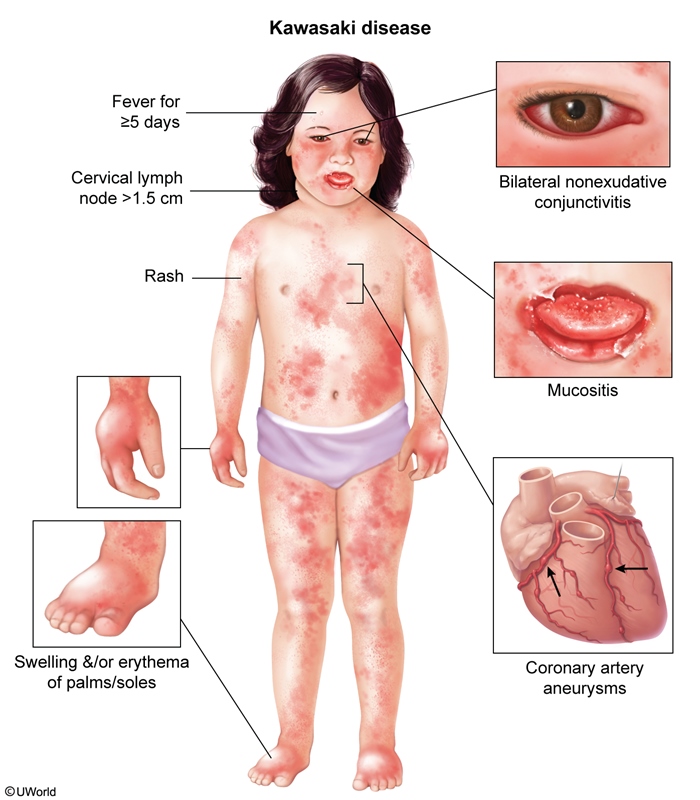 Kawasaki disease
Fever for
≥5 days
Cervical lymph
node >1.5 cm
Rash
Bilateral nonexudative
conjunctivitis
Mucositis
Swelling &/or erythema
of palms/soles
Coronary artery
aneurysms
©UWorld